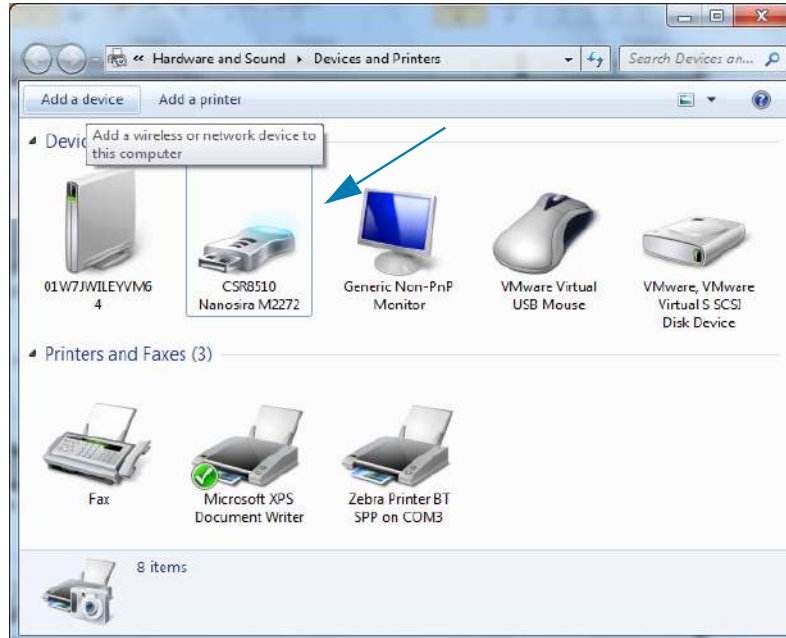 « Hardware and Sound ▸ Devices and Printers
Search Devices an...
Add a device Add a printer
Devic
Add a wireless or network device to
this computer
01W7JWILEYVM6
4
CSR8510
Nanosira M2272
Generic Non-PnP
Monitor
VMware Virtual
USB Mouse
VMware, VMware
Virtual S SCSI
Disk Device
Printers and Faxes (3)
Fax
Microsoft XPS
Document Writer
Zebra Printer BT
SPP on COM3
8 items